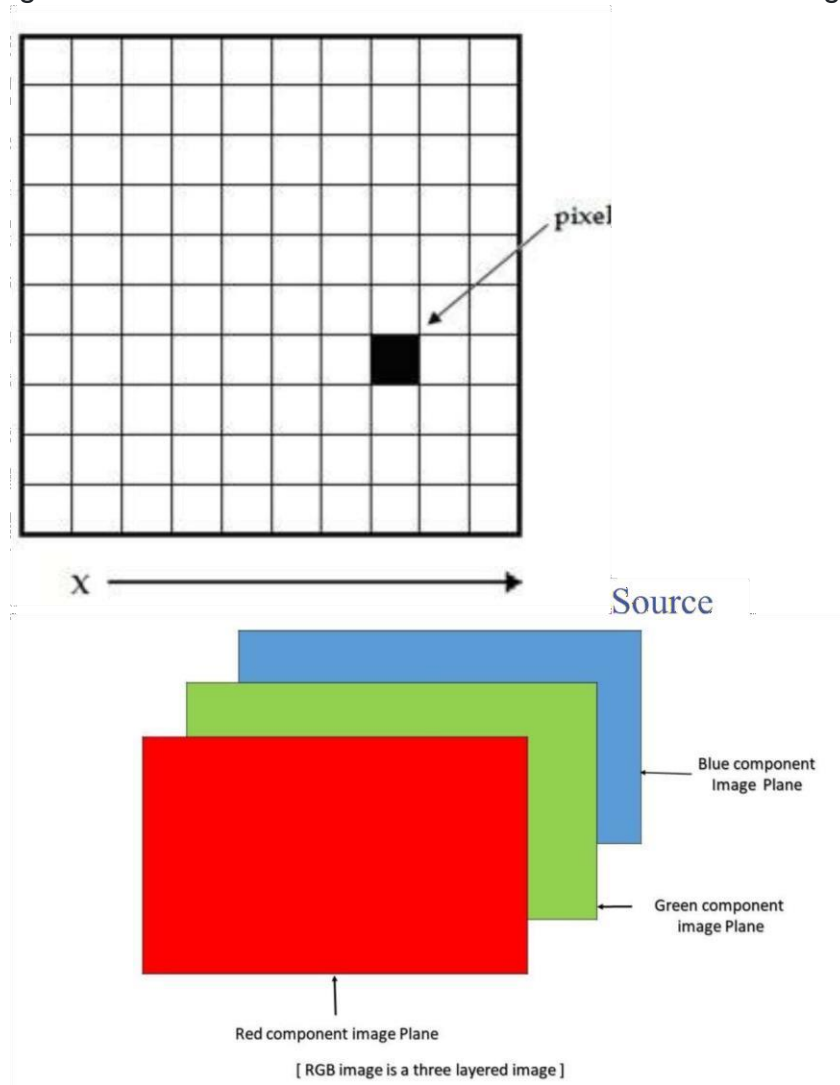 pixel
X
Source
Blue component
Image Plane
Green component
image Plane
Red component image Plane
[ RGB image is a three layered image ]